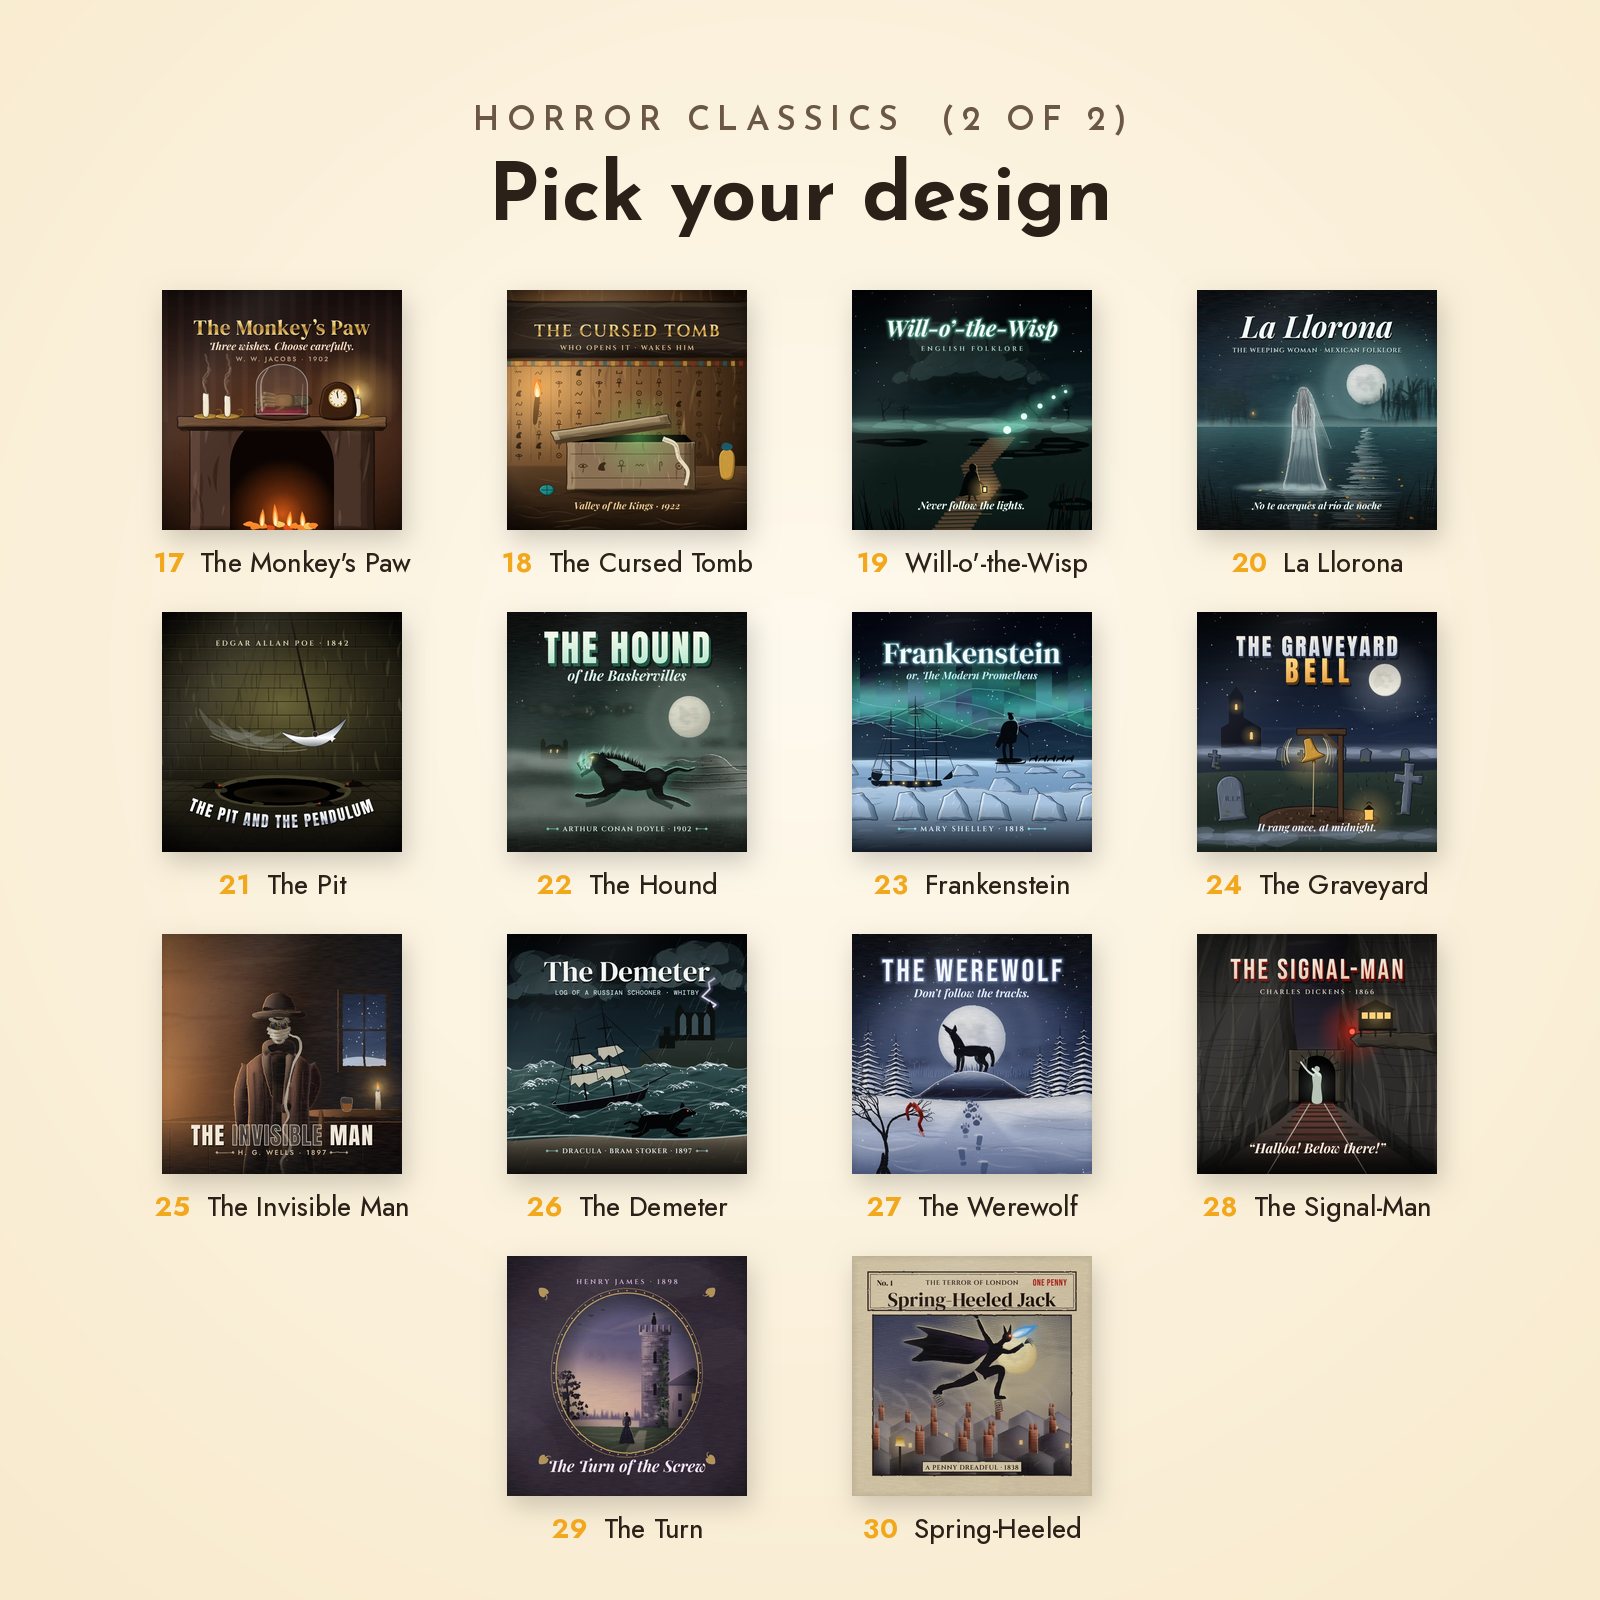 HORROR CLASSICS (2 OF 2)
Pick your design
The Monkey's Paw
Three wishes. Choose carefully.
W. W. JACOBS · 1902
17 The Monkey's Paw
THE CURSED TOMB
WHO OPENS IT · WAKES HIM
Valley of the Kings · 1922
18 The Cursed Tomb
Will-o'-the-Wisp
ENGLISH FOLKLORE
Never follow the lights.
19 Will-o'-the-Wisp
La Llorona
THE WEEPING WOMAN · MEXICAN FOLKLORE
No te acerques al río de noche
20 La Llorona
EDGAR ALLAN POE · 1842
THE PIT AND THE PENDULUM
21 The Pit
THE HOUND
of the Baskervilles
ARTHUR CONAN DOYLE · 1902
22 The Hound
Frankenstein
or, The Modern Prometheus
MARY SHELLEY · 1818
23 Frankenstein
THE GRAVEYARD
BELL
R.I.P.
It rang once, at midnight.
24 The Graveyard
THE INVISIBLE MAN
H. G. WELLS · 1897
25 The Invisible Man
The Demeter
LOG OF A RUSSIAN SCHOONER · WHITBY
DRACULA · BRAM STOKER · 1897
26 The Demeter
THE WEREWOLF
Don't follow the tracks.
27 The Werewolf
THE SIGNAL-MAN
CHARLES DICKENS · 1866
“Halloa! Below there!”
28 The Signal-Man
HENRY JAMES · 1898
The Turn of the Screw
29 The Turn
No. 1 THE TERROR OF LONDON ONE PENNY
Spring-Heeled Jack
A PENNY DREADFUL · 1838
30 Spring-Heeled